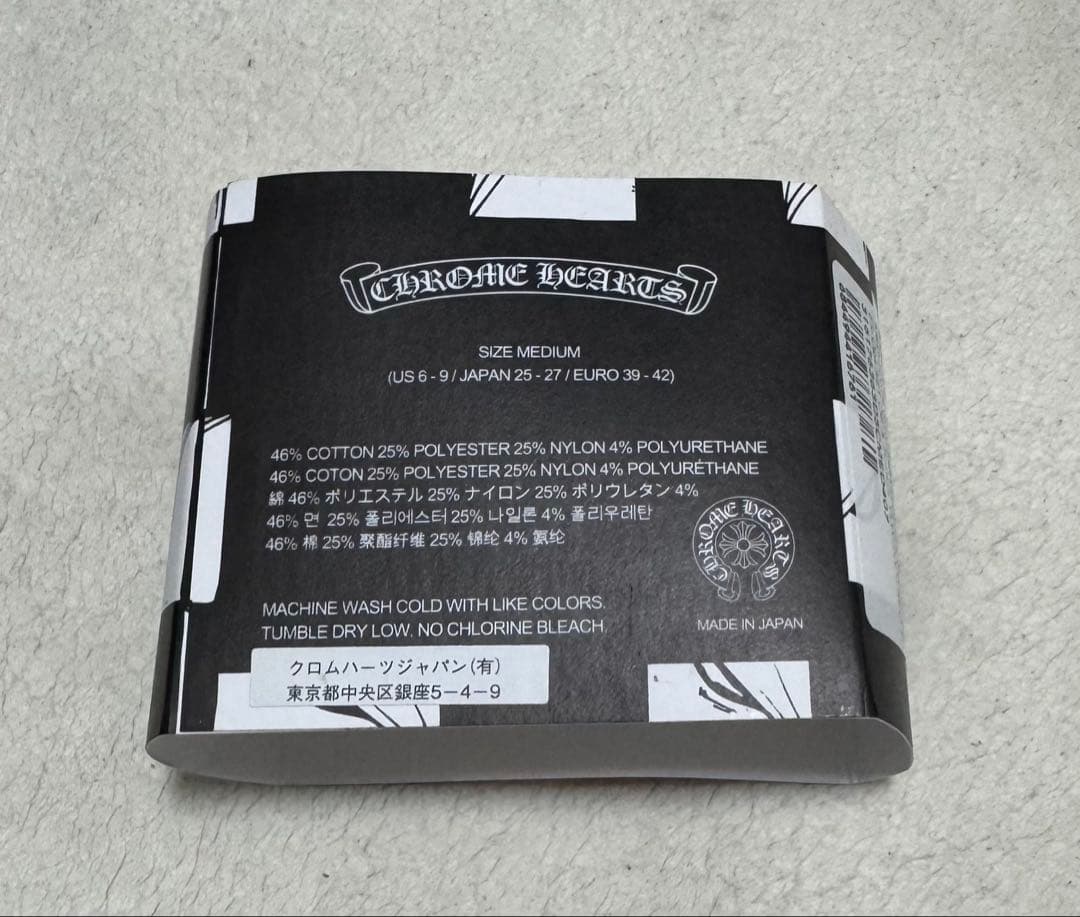 CHROME HEARTS
SIZE MEDIUM
(US 6 - 9 / JAPAN 25 - 27 / EURO 39 - 42)
46% COTTON 25% POLYESTER 25% NYLON 4% POLYURETHANE
46% COTON 25% POLYESTER 25% NYLON 4% POLYURÉTHANE
綿 46% ポリエステル 25% ナイロン 25% ポリウレタン 4%
46% 면 25% 폴리에스터 25% 나일론 4% 폴리우레탄
46% 棉 25% 聚酯纤维 25% 锦纶 4% 氨纶
CHROME HEARTS
MADE IN JAPAN
MACHINE WASH COLD WITH LIKE COLORS.
TUMBLE DRY LOW. NO CHLORINE BLEACH
クロムハーツジャパン(有)
東京都中央区銀座5−4−9